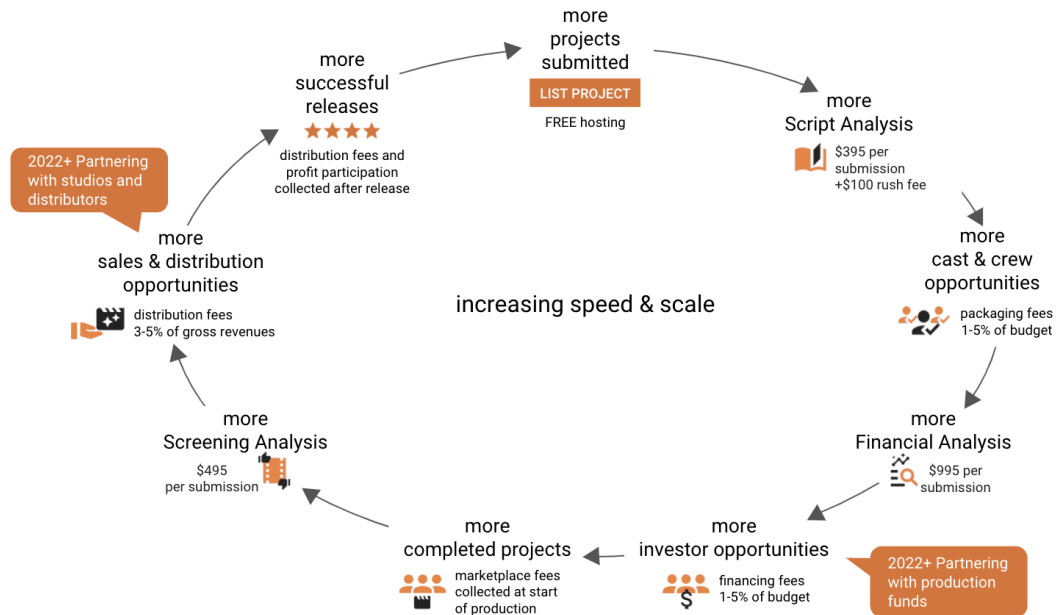 more
projects
submitted
LIST PROJECT
FREE hosting
more
Script Analysis
$395 per
submission
+$100 rush fee
more
cast & crew
opportunities
packaging fees
1-5% of budget
more
Financial Analysis
$995 per
submission
more
investor opportunities
financing fees
1-5% of budget
2022+ Partnering
with production
funds
more
completed projects
marketplace fees
collected at start
of production
more
Screening Analysis
$495
per submission
more
sales & distribution
opportunities
distribution fees
3-5% of gross revenues
2022+ Partnering
with studios and
distributors
more
successful
releases
distribution fees and
profit participation
collected after release
increasing speed & scale